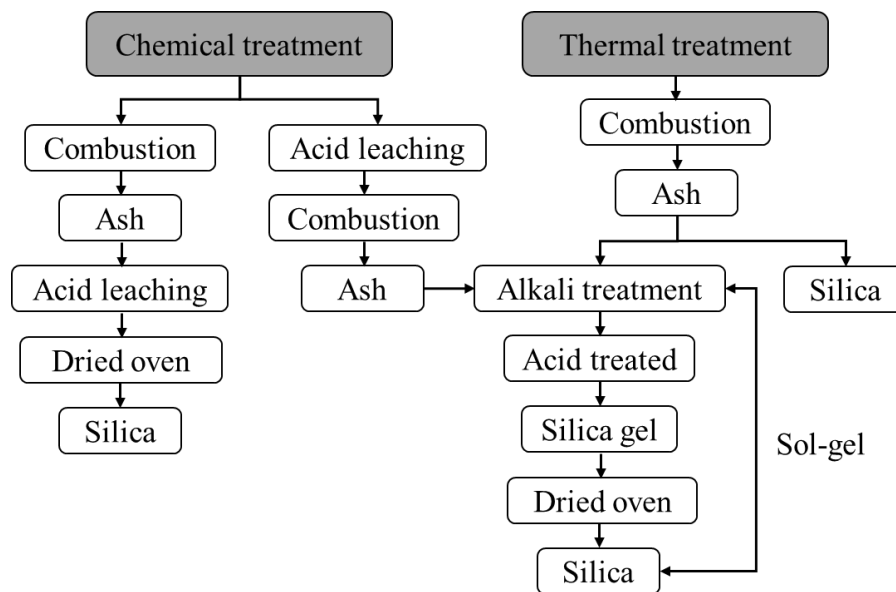 Chemical treatment
Combustion
Ash
Acid leaching
Dried oven
Silica
Acid leaching
Combustion
Ash
Thermal treatment
Combustion
Ash
Alkali treatment
Acid treated
Silica gel
Dried oven
Silica
Silica
Sol-gel